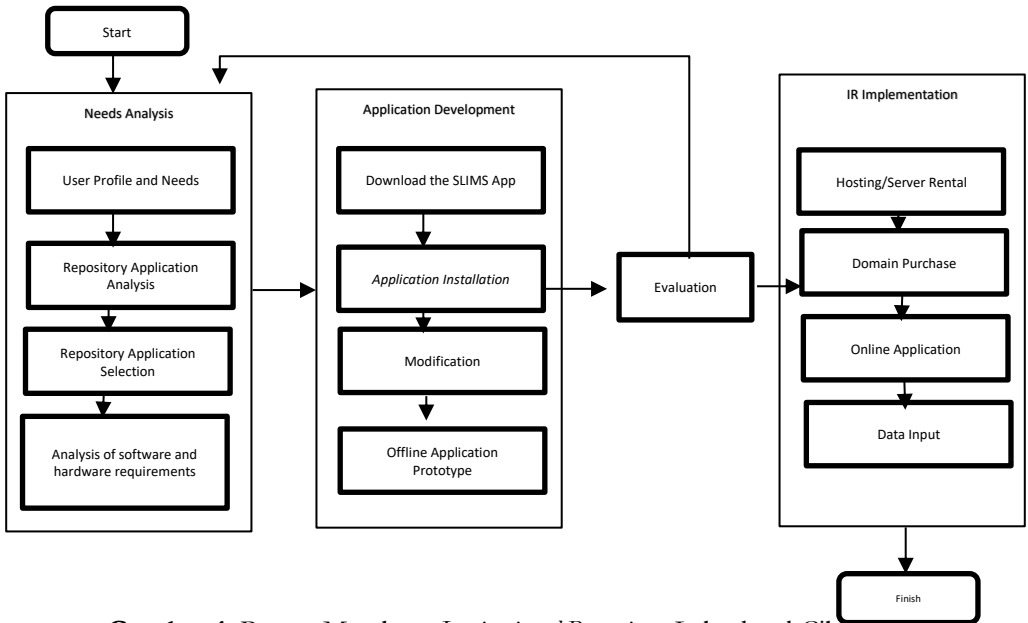 Start
Needs Analysis
User Profile and Needs
Repository Application
Analysis
Repository Application
Selection
Analysis of software and
hardware requirements
Application Development
Download the SLIMS App
Application Installation
Modification
Offline Application
Prototype
Evaluation
IR Implementation
Hosting/Server Rental
Domain Purchase
Online Application
Data Input
Finish